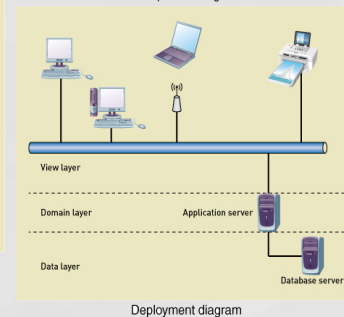 View layer
Domain layer
Application server
Data layer
Database server
Deployment diagram